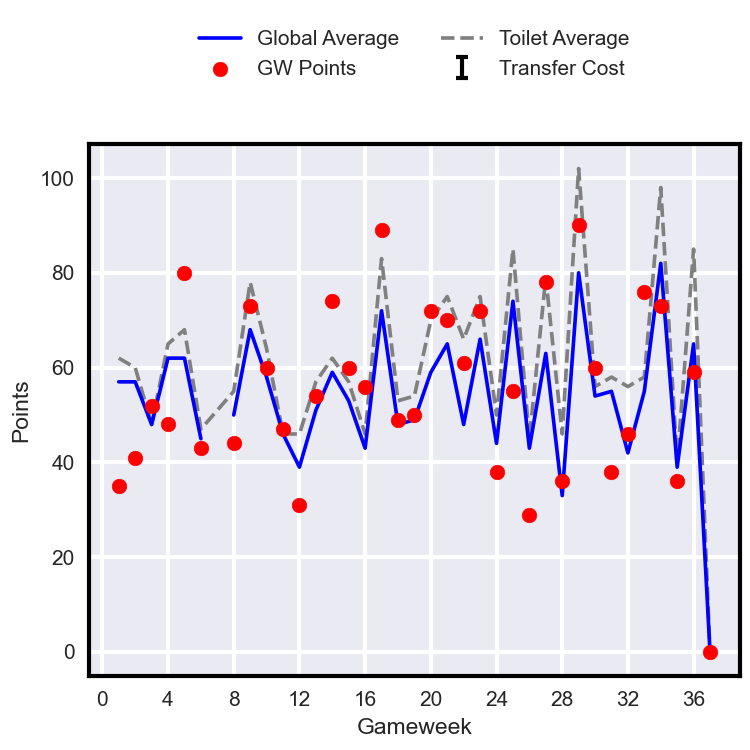 Global Average
Toilet Average
GW Points
Transfer Cost
100
80
60
40
20
0
Points
0 4 8 12 16 20 24 28 32 36
Gameweek